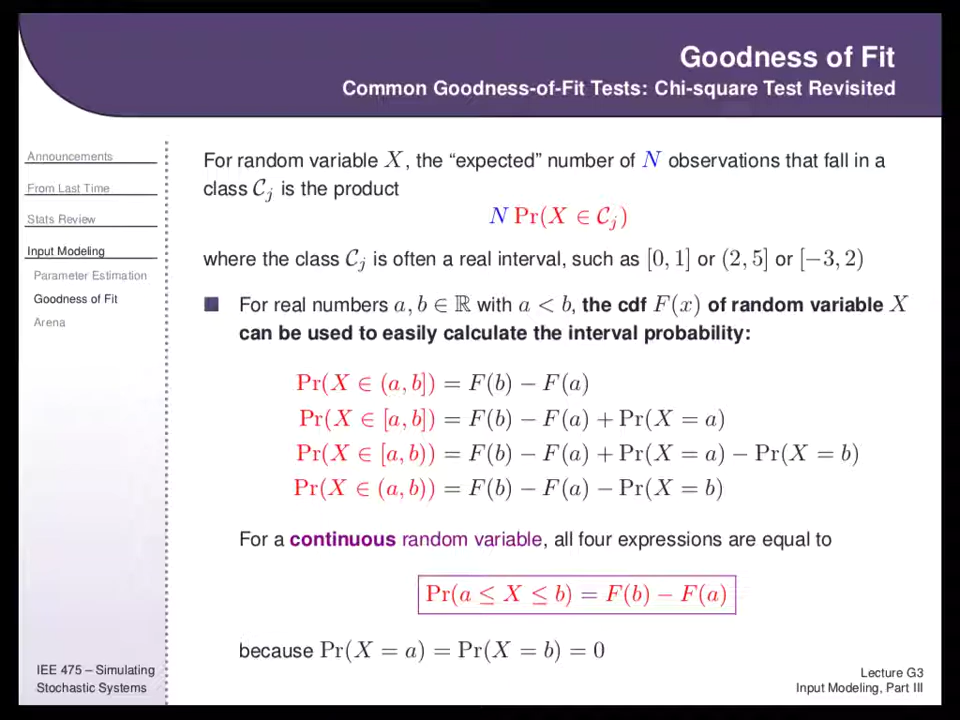 Goodness of Fit
Common Goodness-of-Fit Tests: Chi-square Test Revisited
Announcements
From Last Time
Stats Review
Input Modeling
Parameter Estimation
Goodness of Fit
Arena
For random variable X, the “expected” number of N observations that fall in a
class 𝒞ⱼ is the product
N Pr(X ∈ 𝒞ⱼ)
where the class 𝒞ⱼ is often a real interval, such as [0, 1] or (2, 5] or [−3, 2)
For real numbers a, b ∈ ℝ with a < b, the cdf F(x) of random variable X
can be used to easily calculate the interval probability:
Pr(X ∈ (a, b]) = F(b) − F(a)
Pr(X ∈ [a, b]) = F(b) − F(a) + Pr(X = a)
Pr(X ∈ [a, b)) = F(b) − F(a) + Pr(X = a) − Pr(X = b)
Pr(X ∈ (a, b)) = F(b) − F(a) − Pr(X = b)
For a continuous random variable, all four expressions are equal to
Pr(a ≤ X ≤ b) = F(b) − F(a)
because Pr(X = a) = Pr(X = b) = 0
IEE 475 – Simulating
Stochastic Systems
Lecture G3
Input Modeling, Part III